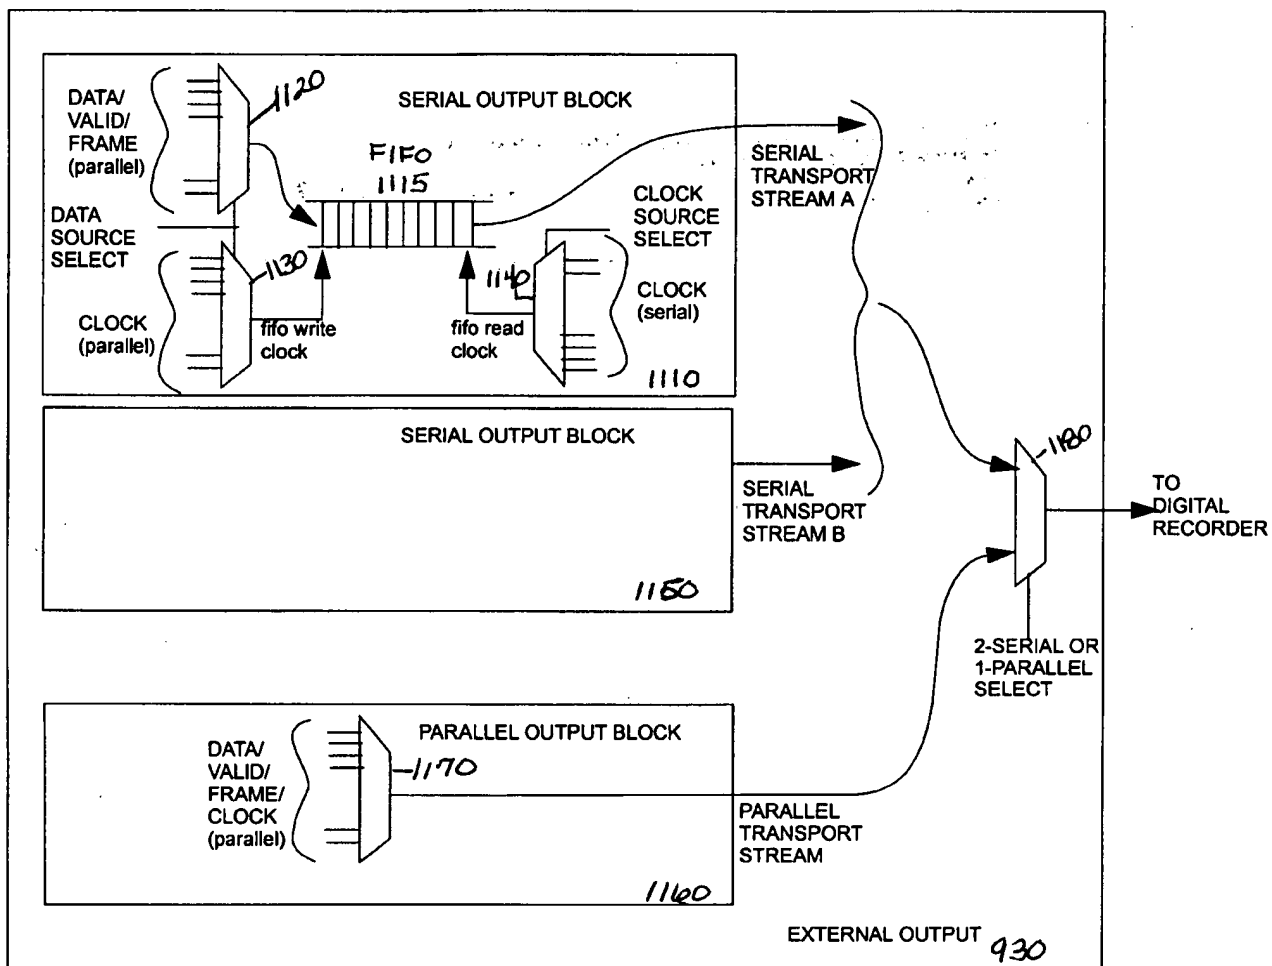 DATA/
VALID/
FRAME
(parallel)
1120
SERIAL OUTPUT BLOCK
FIFO
1115
DATA
SOURCE
SELECT
CLOCK
SOURCE
SELECT
SERIAL
TRANSPORT
STREAM A
1130
1140
CLOCK
(parallel)
fifo write
clock
fifo read
clock
CLOCK
(serial)
1110
SERIAL OUTPUT BLOCK
SERIAL
TRANSPORT
STREAM B
1150
1180
TO
DIGITAL
RECORDER
2-SERIAL OR
1-PARALLEL
SELECT
PARALLEL OUTPUT BLOCK
DATA/
VALID/
FRAME/
CLOCK
(parallel)
1170
PARALLEL
TRANSPORT
STREAM
1160
EXTERNAL OUTPUT
930